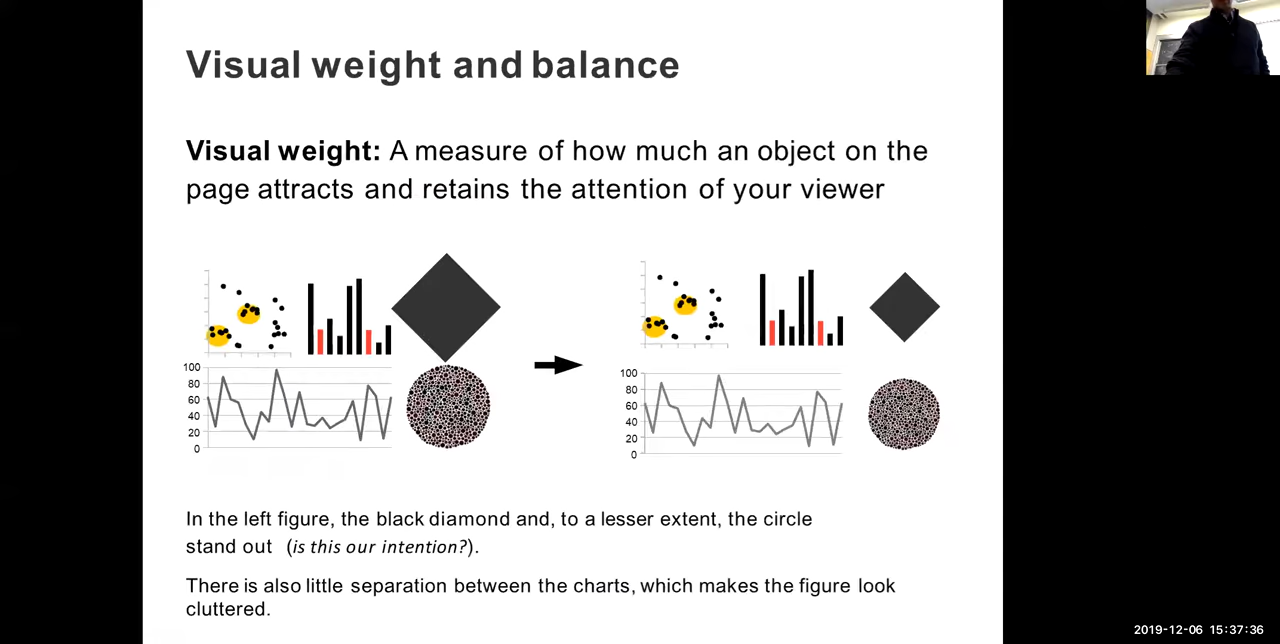 Visual weight and balance
Visual weight: A measure of how much an object on the
page attracts and retains the attention of your viewer
100
80
60
40
20
0
100
80
60
40
20
0
In the left figure, the black diamond and, to a lesser extent, the circle
stand out (is this our intention?).
There is also little separation between the charts, which makes the figure look
cluttered.
2019-12-06 15:37:36